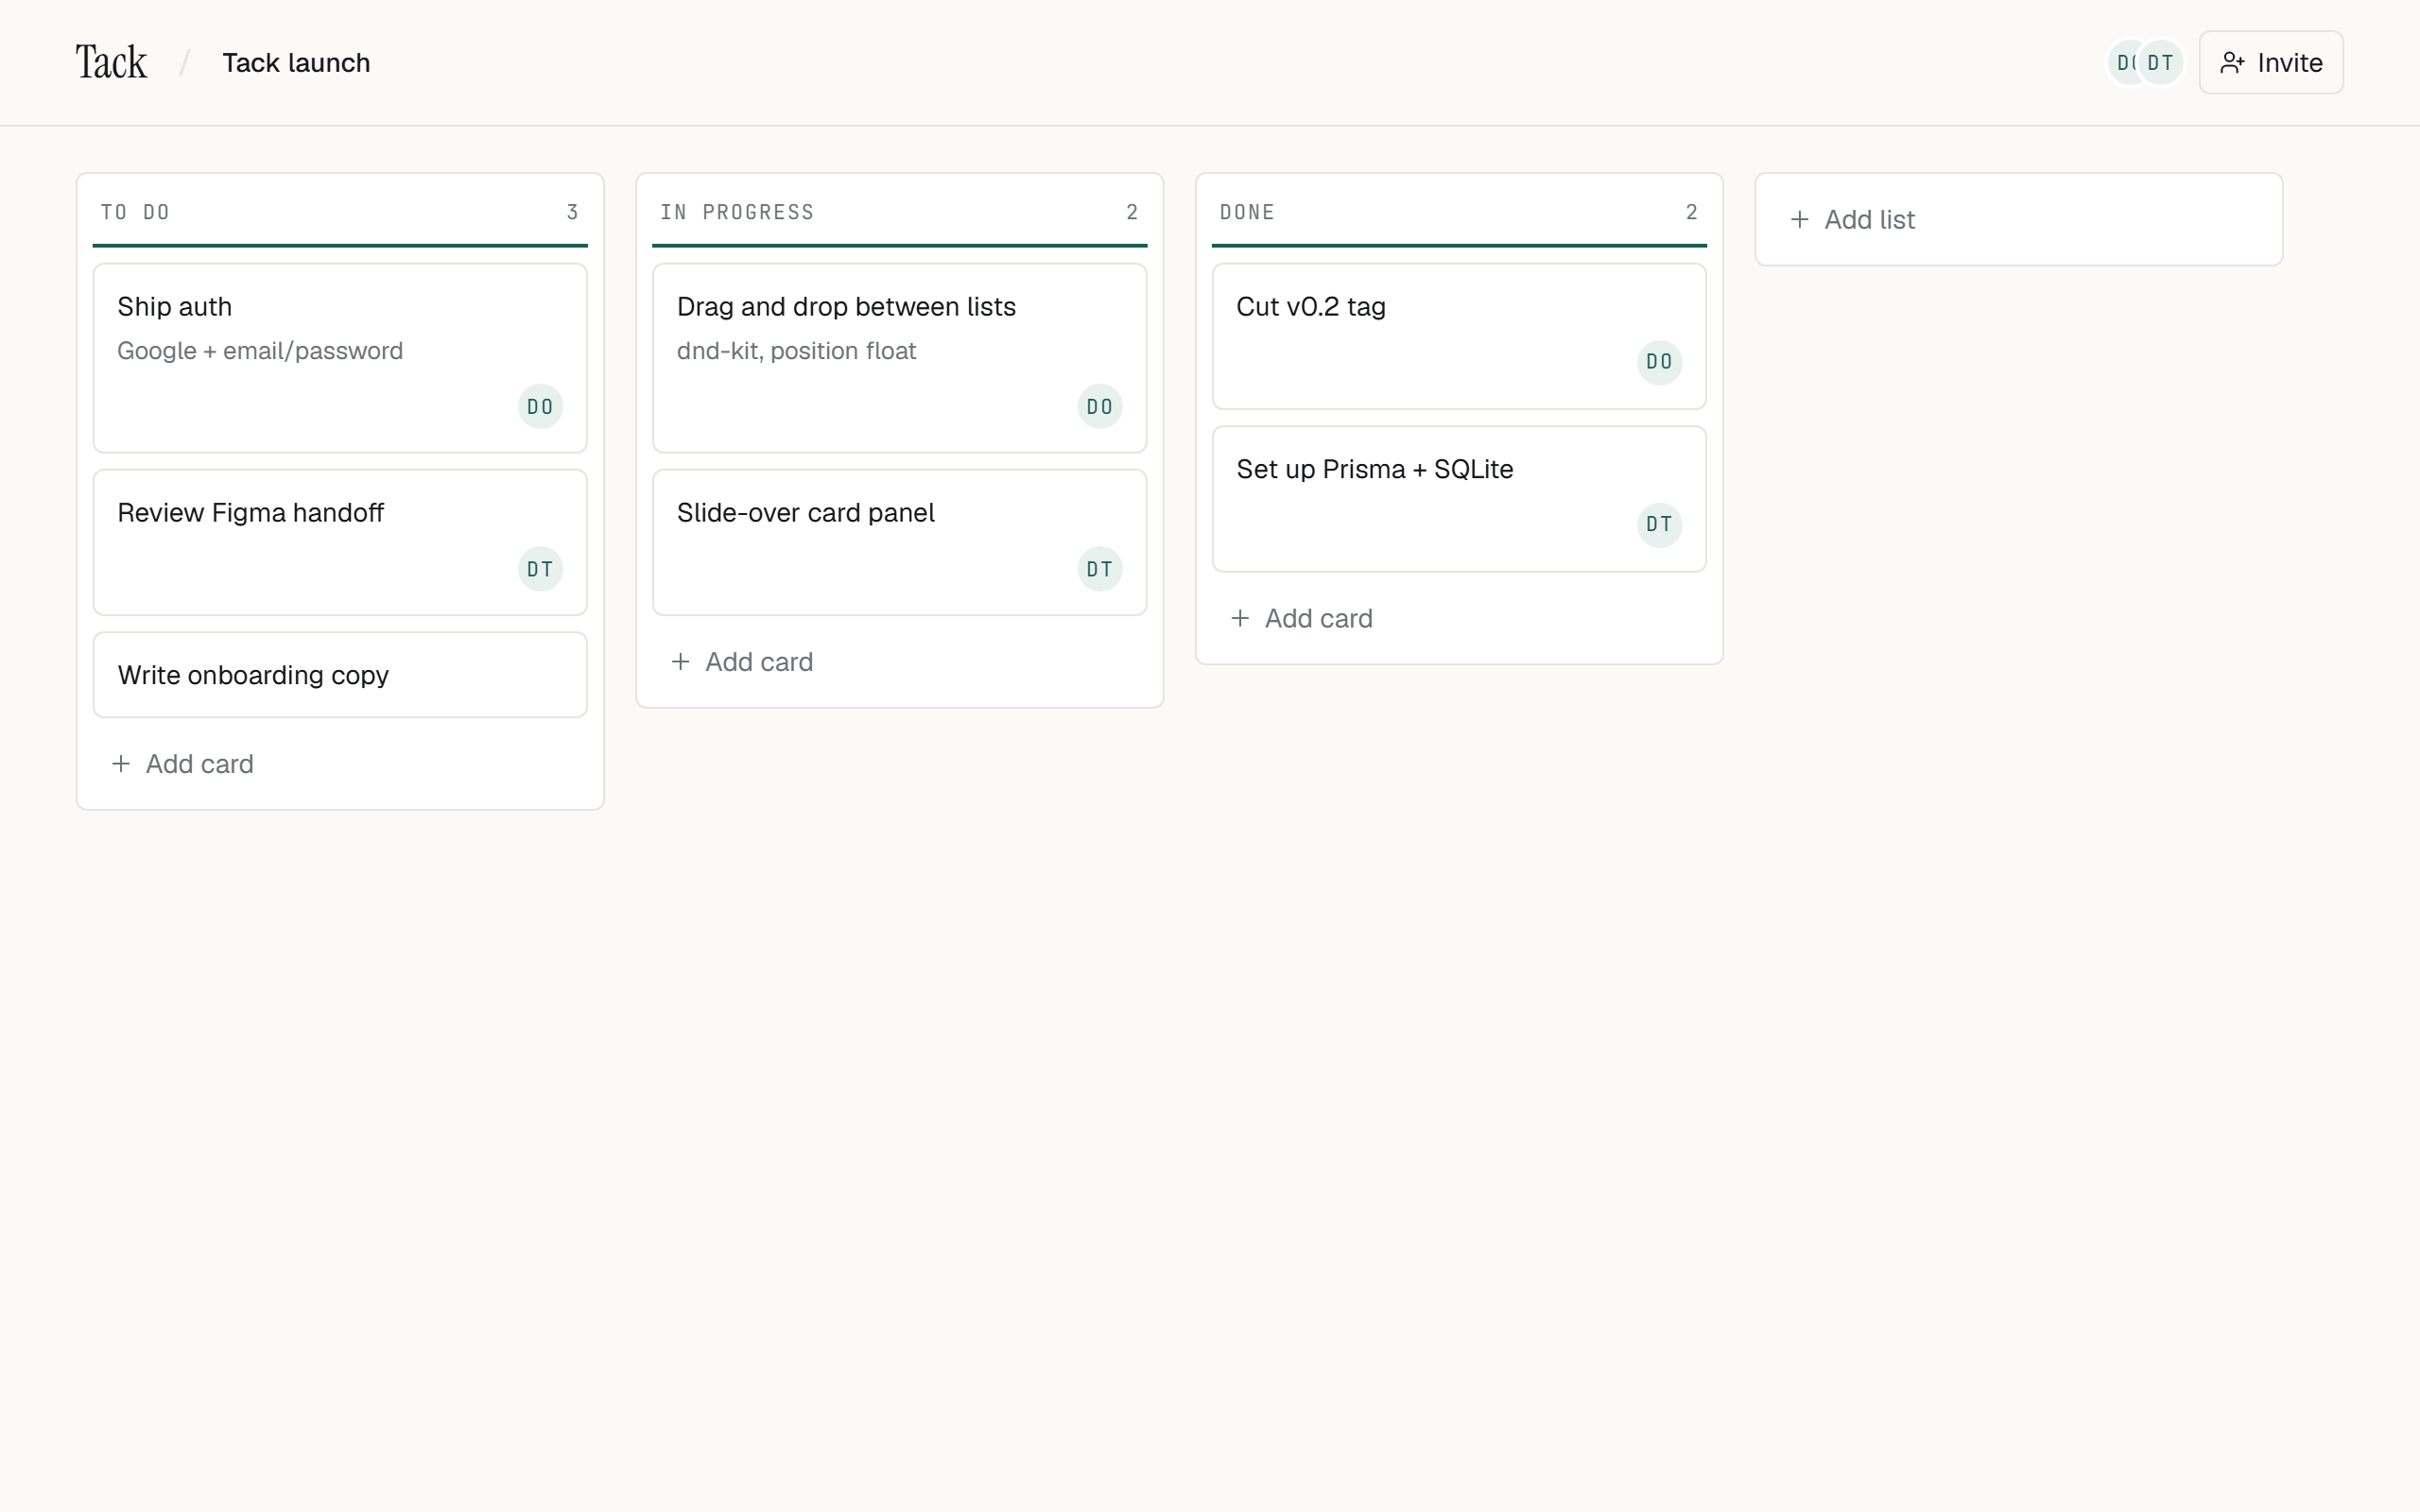 Tack / Tack launch
DT Invite
TO DO 3
Ship auth
Google + email/password
DO
Review Figma handoff
DT
Write onboarding copy
+ Add card
IN PROGRESS 2
Drag and drop between lists
dnd-kit, position float
DO
Slide-over card panel
DT
+ Add card
DONE 2
Cut v0.2 tag
DO
Set up Prisma + SQLite
DT
+ Add card
+ Add list